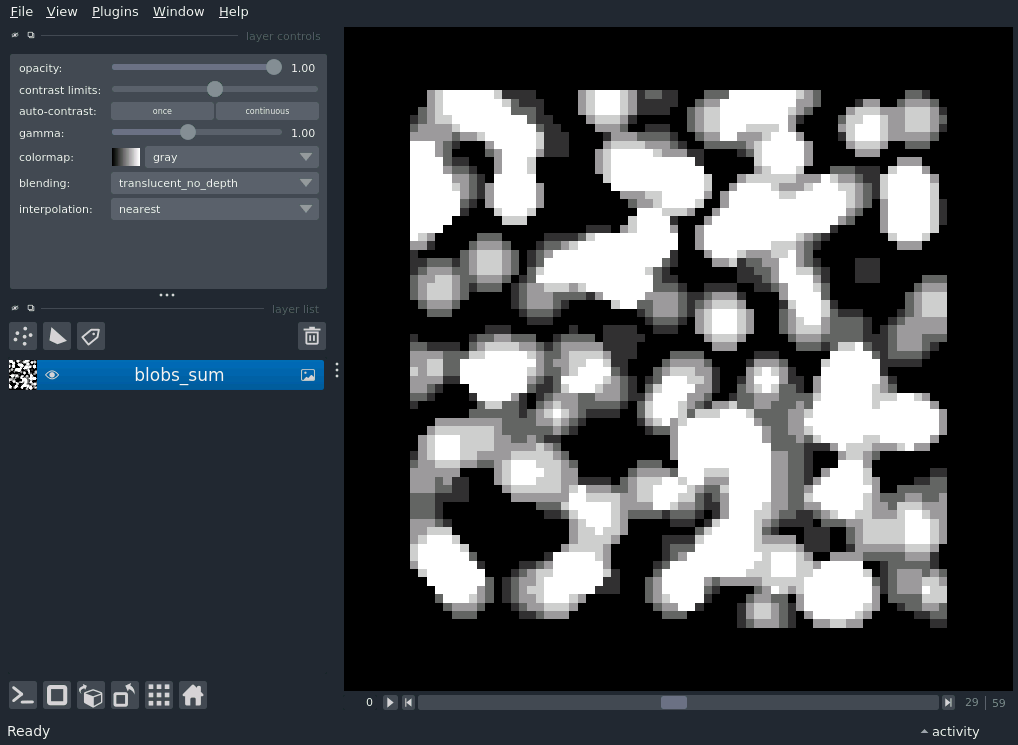 File View Plugins Window Help
layer controls
opacity: 1.00
contrast limits:
auto-contrast: once continuous
gamma: 1.00
colormap: gray
blending: translucent_no_depth
interpolation: nearest
layer list
blobs_sum
0 29 59
Ready activity